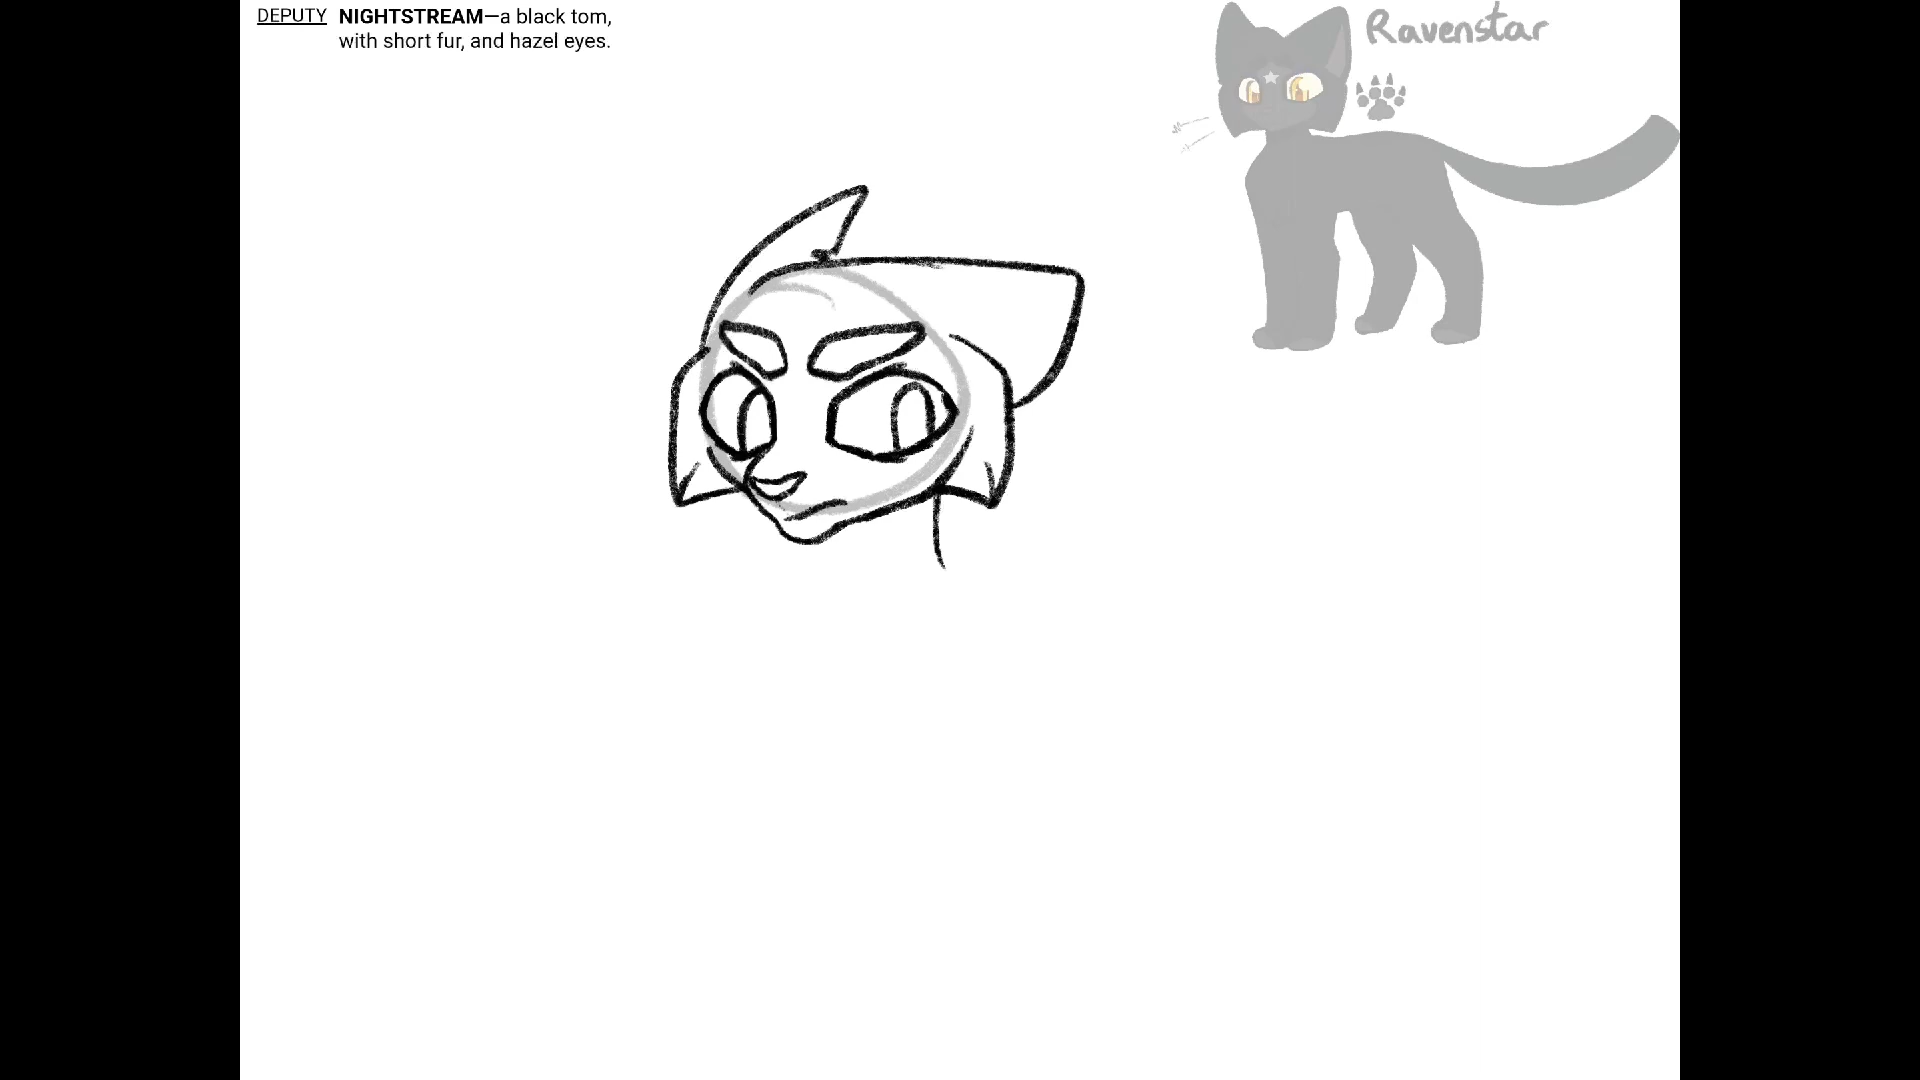 DEPUTY NIGHTSTREAM—a black tom,
with short fur, and hazel eyes.
Ravenstar